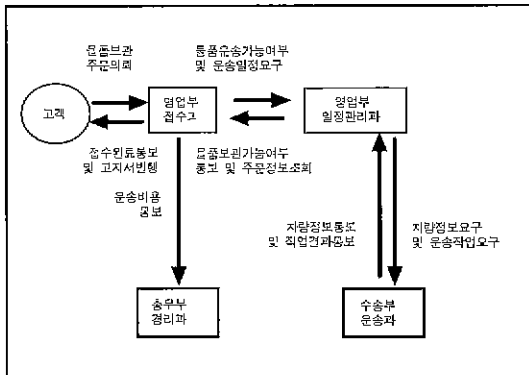 물품보관
주문의뢰
물품운송가능여부
및 운송일정요구
고객
영업부
접수과
영업부
일정관리과
접수완료통보
및 고지서발행
물품보관가능여부
통보 및 주문정보조회
운송비용
통보
차량정보통보
및 작업결과통보
차량정보요구
및 운송작업요구
총무부
경리과
수송부
운송과